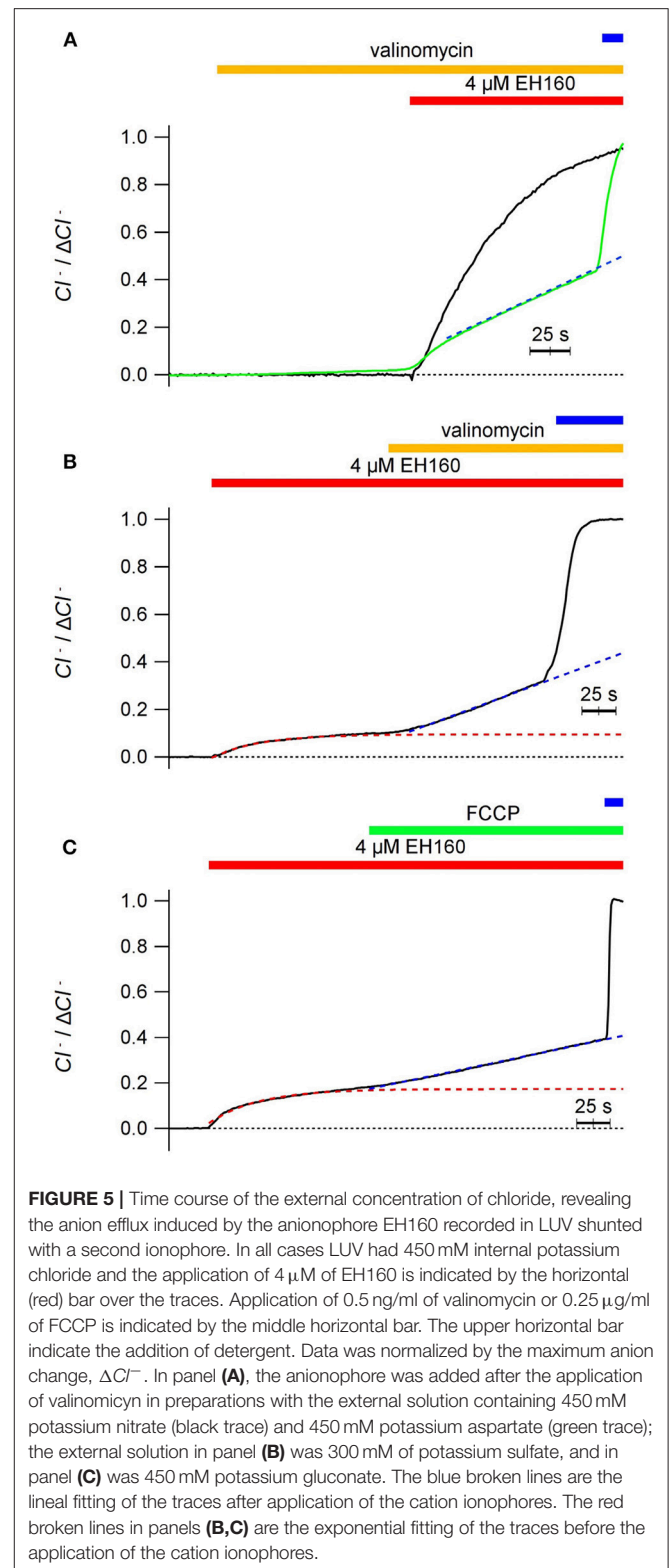 A
valinomycin
4 µM EH160
1.0
0.8
0.6
0.4
0.2
0.0
Cl - / ΔCl -
25 s
B
valinomycin
4 µM EH160
1.0
0.8
0.6
0.4
0.2
0.0
Cl - / ΔCl -
25 s
C
FCCP
4 µM EH160
1.0
0.8
0.6
0.4
0.2
0.0
Cl - / ΔCl -
25 s
FIGURE 5 | Time course of the external concentration of chloride, revealing
the anion efflux induced by the anionophore EH160 recorded in LUV shunted
with a second ionophore. In all cases LUV had 450 mM internal potassium
chloride and the application of 4 µM of EH160 is indicated by the horizontal
(red) bar over the traces. Application of 0.5 ng/ml of valinomycin or 0.25 µg/ml
of FCCP is indicated by the middle horizontal bar. The upper horizontal bar
indicate the addition of detergent. Data was normalized by the maximum anion
change, ΔCl−. In panel (A), the anionophore was added after the application
of valinomicyn in preparations with the external solution containing 450 mM
potassium nitrate (black trace) and 450 mM potassium aspartate (green trace);
the external solution in panel (B) was 300 mM of potassium sulfate, and in
panel (C) was 450 mM potassium gluconate. The blue broken lines are the
lineal fitting of the traces after application of the cation ionophores. The red
broken lines in panels (B,C) are the exponential fitting of the traces before the
application of the cation ionophores.